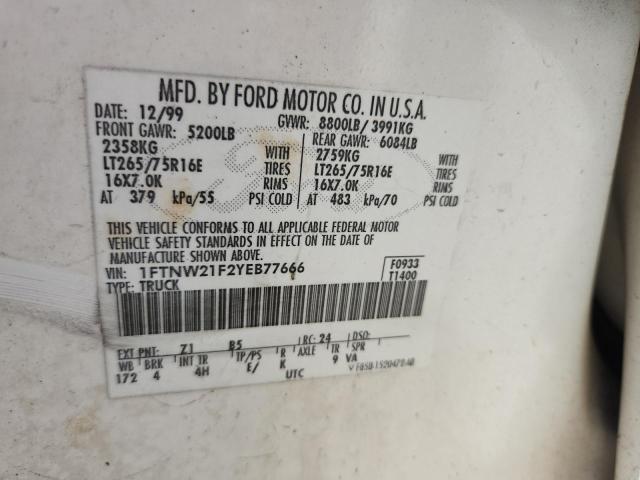 MFD. BY FORD MOTOR CO. IN U.S.A.
DATE: 12/99 GVWR: 8800LB/ 3991KG
FRONT GAWR: 5200LB REAR GAWR: 6084LB
2358KG WITH 2759KG WITH
LT265/75R16E TIRES LT265/75R16E TIRES
16X7.0K RIMS 16X7.0K RIMS
AT 379 kPa/55 PSI COLD AT 483 kPa/70 PSI COLD
THIS VEHICLE CONFORMS TO ALL APPLICABLE FEDERAL MOTOR
VEHICLE SAFETY STANDARDS IN EFFECT ON THE DATE OF
MANUFACTURE SHOWN ABOVE.
VIN: 1FTNW21F2YEB77666 F0933
TYPE: TRUCK T1400
EXT PNT: Z1 B5 RC: 24 DSO:
WB BRK INT TR TP/PS R AXLE TR SPR
172 4 4H E/ K 9 VA
UTC